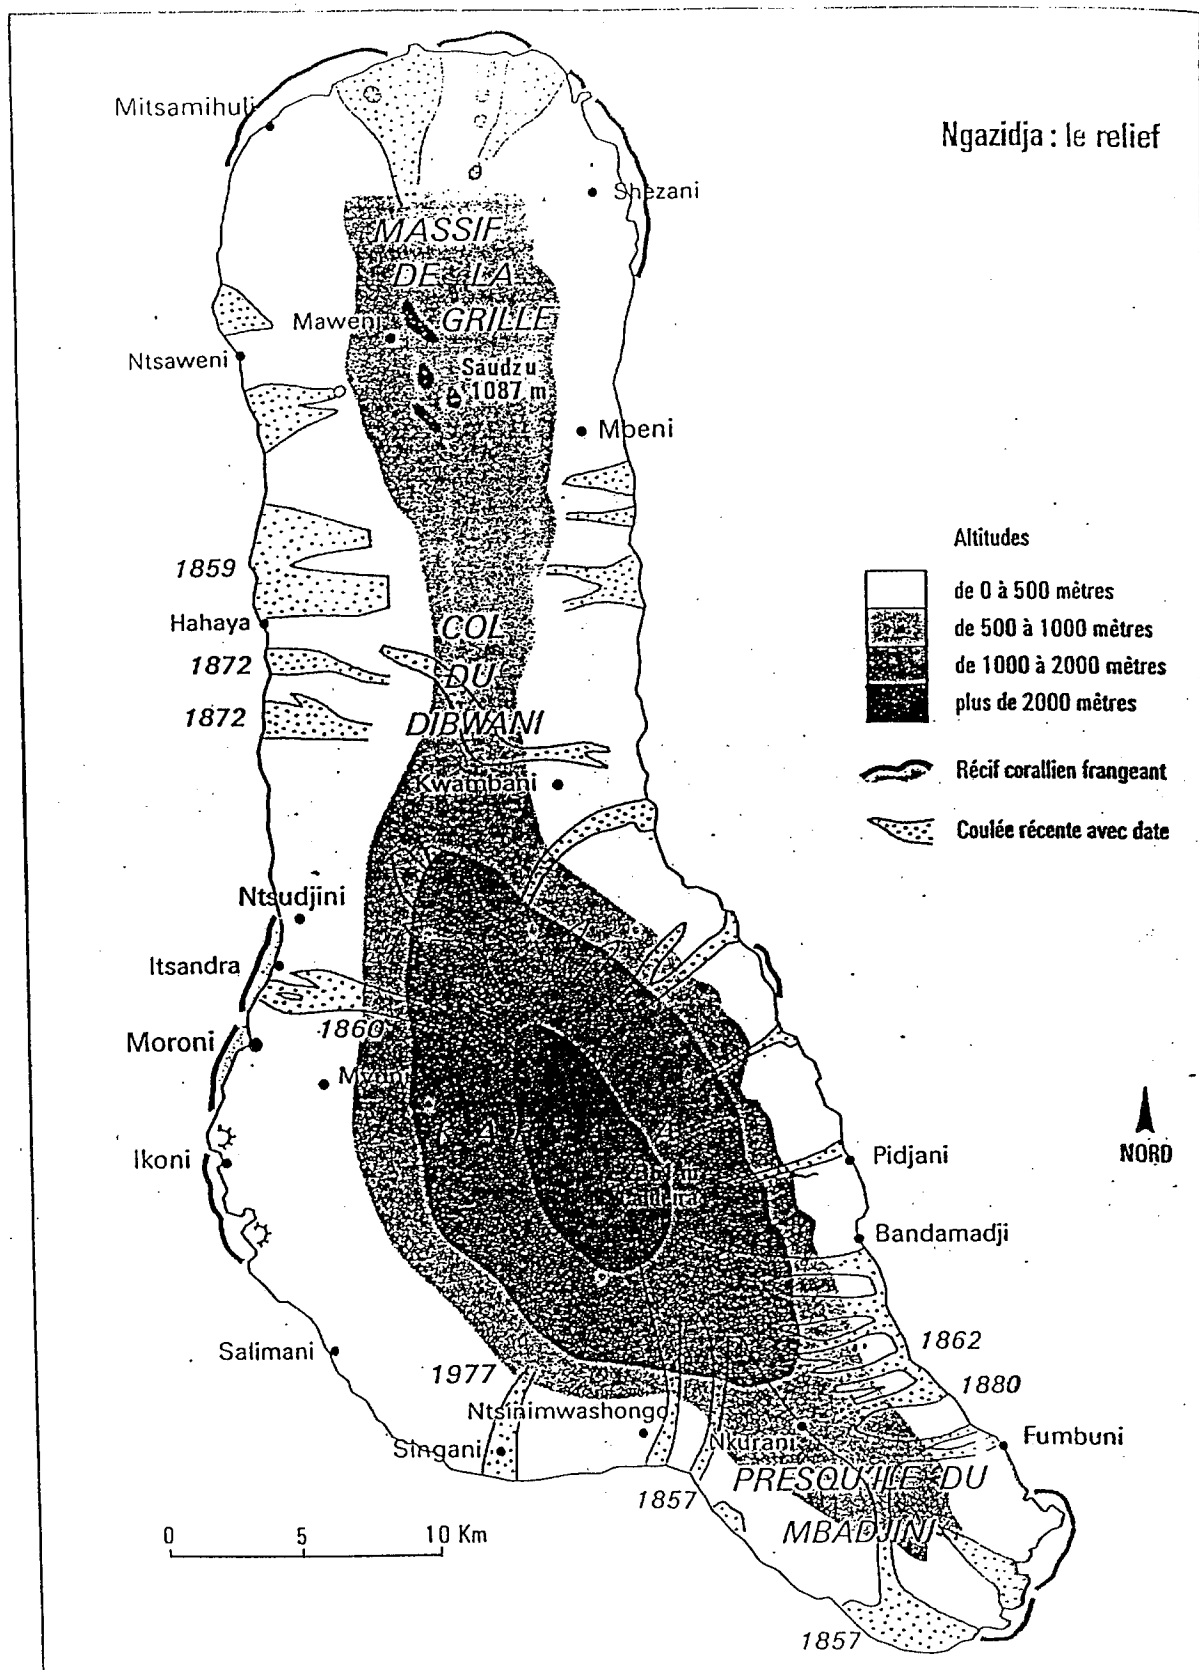 Ngazidja : le relief
Mitsamihuli
Shezani
MASSIF
DE LA
GRILLE
Maweni
Ntsaweni
Saudzu
1087 m
Mbeni
1859
Hahaya
1872
1872
COL
DU
DIBWANI
Kwambani
Altitudes
de 0 à 500 mètres
de 500 à 1000 mètres
de 1000 à 2000 mètres
plus de 2000 mètres
Récif corallien frangeant
Coulée récente avec date
Ntsudjini
Itsandra
1860
Moroni
Ikoni
Pidjani
NORD
Bandamadji
Salimani
1977
1862
1880
Ntsinimwashongo
Singani
Nkurani
Fumbuni
PRESQU'ILE DU
MBADJINI
1857
0 5 10 Km
1857